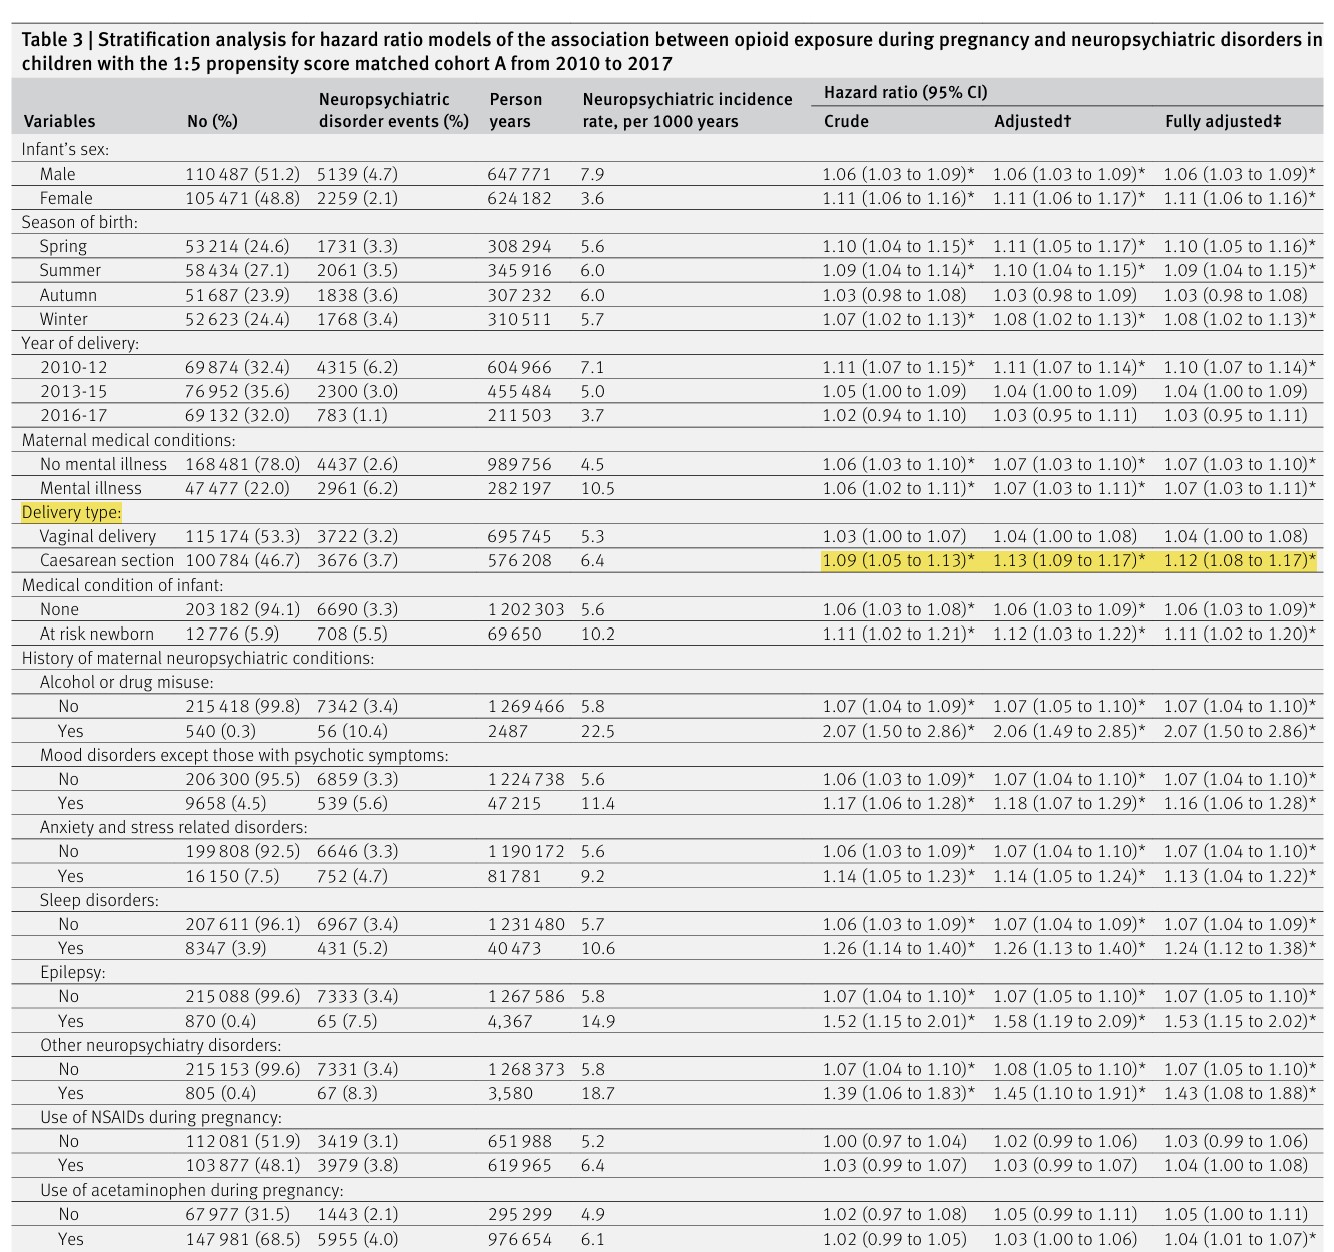 Table 3 | Stratification analysis for hazard ratio models of the association between opioid exposure during pregnancy and neuropsychiatric disorders in
children with the 1:5 propensity score matched cohort A from 2010 to 2017
Hazard ratio (95% CI)
Neuropsychiatric Person Neuropsychiatric incidence
Variables No (%) disorder events (%) years rate, per 1000 years Crude Adjusted† Fully adjusted‡
Infant's sex:
Male 110 487 (51.2) 5139 (4.7) 647 771 7.9 1.06 (1.03 to 1.09)* 1.06 (1.03 to 1.09)* 1.06 (1.03 to 1.09)*
Female 105 471 (48.8) 2259 (2.1) 624 182 3.6 1.11 (1.06 to 1.16)* 1.11 (1.06 to 1.17)* 1.11 (1.06 to 1.16)*
Season of birth:
Spring 53 214 (24.6) 1731 (3.3) 308 294 5.6 1.10 (1.04 to 1.15)* 1.11 (1.05 to 1.17)* 1.10 (1.05 to 1.16)*
Summer 58 434 (27.1) 2061 (3.5) 345 916 6.0 1.09 (1.04 to 1.14)* 1.10 (1.04 to 1.15)* 1.09 (1.04 to 1.15)*
Autumn 51 687 (23.9) 1838 (3.6) 307 232 6.0 1.03 (0.98 to 1.08) 1.03 (0.98 to 1.09) 1.03 (0.98 to 1.08)
Winter 52 623 (24.4) 1768 (3.4) 310 511 5.7 1.07 (1.02 to 1.13)* 1.08 (1.02 to 1.13)* 1.08 (1.02 to 1.13)*
Year of delivery:
2010-12 69 874 (32.4) 4315 (6.2) 604 966 7.1 1.11 (1.07 to 1.15)* 1.11 (1.07 to 1.14)* 1.10 (1.07 to 1.14)*
2013-15 76 952 (35.6) 2300 (3.0) 455 484 5.0 1.05 (1.00 to 1.09) 1.04 (1.00 to 1.09) 1.04 (1.00 to 1.09)
2016-17 69 132 (32.0) 783 (1.1) 211 503 3.7 1.02 (0.94 to 1.10) 1.03 (0.95 to 1.11) 1.03 (0.95 to 1.11)
Maternal medical conditions:
No mental illness 168 481 (78.0) 4437 (2.6) 989 756 4.5 1.06 (1.03 to 1.10)* 1.07 (1.03 to 1.10)* 1.07 (1.03 to 1.10)*
Mental illness 47 477 (22.0) 2961 (6.2) 282 197 10.5 1.06 (1.02 to 1.11)* 1.07 (1.03 to 1.11)* 1.07 (1.03 to 1.11)*
Delivery type:
Vaginal delivery 115 174 (53.3) 3722 (3.2) 695 745 5.3 1.03 (1.00 to 1.07) 1.04 (1.00 to 1.08) 1.04 (1.00 to 1.08)
Caesarean section 100 784 (46.7) 3676 (3.7) 576 208 6.4 1.09 (1.05 to 1.13)* 1.13 (1.09 to 1.17)* 1.12 (1.08 to 1.17)*
Medical condition of infant:
None 203 182 (94.1) 6690 (3.3) 1 202 303 5.6 1.06 (1.03 to 1.08)* 1.06 (1.03 to 1.09)* 1.06 (1.03 to 1.09)*
At risk newborn 12 776 (5.9) 708 (5.5) 69 650 10.2 1.11 (1.02 to 1.21)* 1.12 (1.03 to 1.22)* 1.11 (1.02 to 1.20)*
History of maternal neuropsychiatric conditions:
Alcohol or drug misuse:
No 215 418 (99.8) 7342 (3.4) 1 269 466 5.8 1.07 (1.04 to 1.09)* 1.07 (1.05 to 1.10)* 1.07 (1.04 to 1.10)*
Yes 540 (0.3) 56 (10.4) 2487 22.5 2.07 (1.50 to 2.86)* 2.06 (1.49 to 2.85)* 2.07 (1.50 to 2.86)*
Mood disorders except those with psychotic symptoms:
No 206 300 (95.5) 6859 (3.3) 1 224 738 5.6 1.06 (1.03 to 1.09)* 1.07 (1.04 to 1.10)* 1.07 (1.04 to 1.10)*
Yes 9658 (4.5) 539 (5.6) 47 215 11.4 1.17 (1.06 to 1.28)* 1.18 (1.07 to 1.29)* 1.16 (1.06 to 1.28)*
Anxiety and stress related disorders:
No 199 808 (92.5) 6646 (3.3) 1 190 172 5.6 1.06 (1.03 to 1.09)* 1.07 (1.04 to 1.10)* 1.07 (1.04 to 1.10)*
Yes 16 150 (7.5) 752 (4.7) 81 781 9.2 1.14 (1.05 to 1.23)* 1.14 (1.05 to 1.24)* 1.13 (1.04 to 1.22)*
Sleep disorders:
No 207 611 (96.1) 6967 (3.4) 1 231 480 5.7 1.06 (1.03 to 1.09)* 1.07 (1.04 to 1.09)* 1.07 (1.04 to 1.09)*
Yes 8347 (3.9) 431 (5.2) 40 473 10.6 1.26 (1.14 to 1.40)* 1.26 (1.13 to 1.40)* 1.24 (1.12 to 1.38)*
Epilepsy:
No 215 088 (99.6) 7333 (3.4) 1 267 586 5.8 1.07 (1.04 to 1.10)* 1.07 (1.05 to 1.10)* 1.07 (1.05 to 1.10)*
Yes 870 (0.4) 65 (7.5) 4,367 14.9 1.52 (1.15 to 2.01)* 1.58 (1.19 to 2.09)* 1.53 (1.15 to 2.02)*
Other neuropsychiatry disorders:
No 215 153 (99.6) 7331 (3.4) 1 268 373 5.8 1.07 (1.04 to 1.10)* 1.08 (1.05 to 1.10)* 1.07 (1.05 to 1.10)*
Yes 805 (0.4) 67 (8.3) 3,580 18.7 1.39 (1.06 to 1.83)* 1.45 (1.10 to 1.91)* 1.43 (1.08 to 1.88)*
Use of NSAIDs during pregnancy:
No 112 081 (51.9) 3419 (3.1) 651 988 5.2 1.00 (0.97 to 1.04) 1.02 (0.99 to 1.06) 1.03 (0.99 to 1.06)
Yes 103 877 (48.1) 3979 (3.8) 619 965 6.4 1.03 (0.99 to 1.07) 1.03 (0.99 to 1.07) 1.04 (1.00 to 1.08)
Use of acetaminophen during pregnancy:
No 67 977 (31.5) 1443 (2.1) 295 299 4.9 1.02 (0.97 to 1.08) 1.05 (0.99 to 1.11) 1.05 (1.00 to 1.11)
Yes 147 981 (68.5) 5955 (4.0) 976 654 6.1 1.02 (0.99 to 1.05) 1.03 (1.00 to 1.06) 1.04 (1.01 to 1.07)*